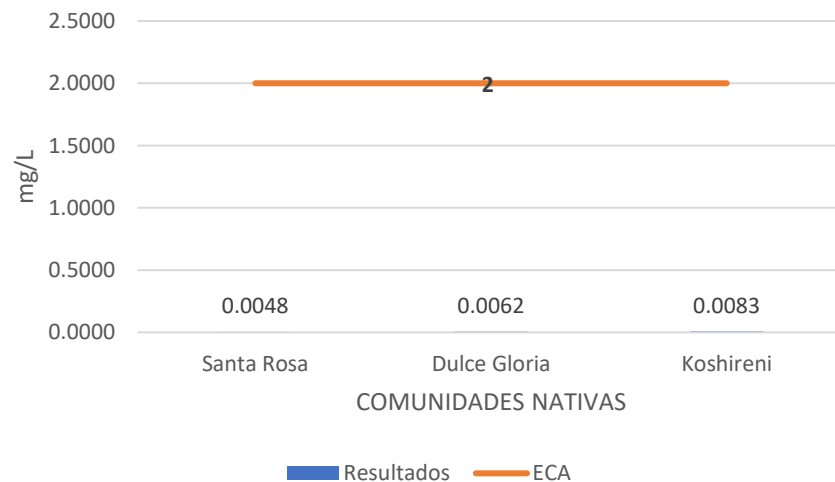 2.5000
2.0000
1.5000
1.0000
0.5000
0.0000
mg/L
2
0.0048 0.0062 0.0083
Santa Rosa Dulce Gloria Koshireni
COMUNIDADES NATIVAS
Resultados ECA